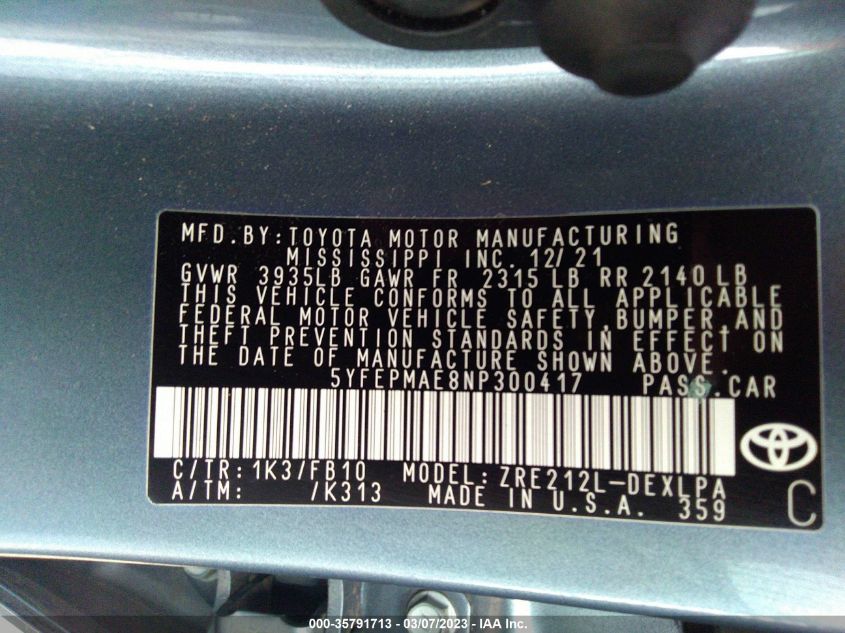 MFD.BY:TOYOTA MOTOR MANUFACTURING
MISSISSIPPI INC. 12/21
GVWR 3935LB GAWR FR 2315 LB RR 2140 LB
THIS VEHICLE CONFORMS TO ALL APPLICABLE
FEDERAL MOTOR VEHICLE SAFETY,BUMPER,AND
THEFT PREVENTION STANDARDS IN EFFECT ON
THE DATE OF MANUFACTURE SHOWN ABOVE.
5YFEPMAE8NP300417 PASS.CAR
C/TR:1K3/FB10 MODEL:ZRE212L-DEXLPA
A/TM: /K313 MADE IN U.S.A. 359
C
000-35791713 - 03/07/2023 - IAA Inc.